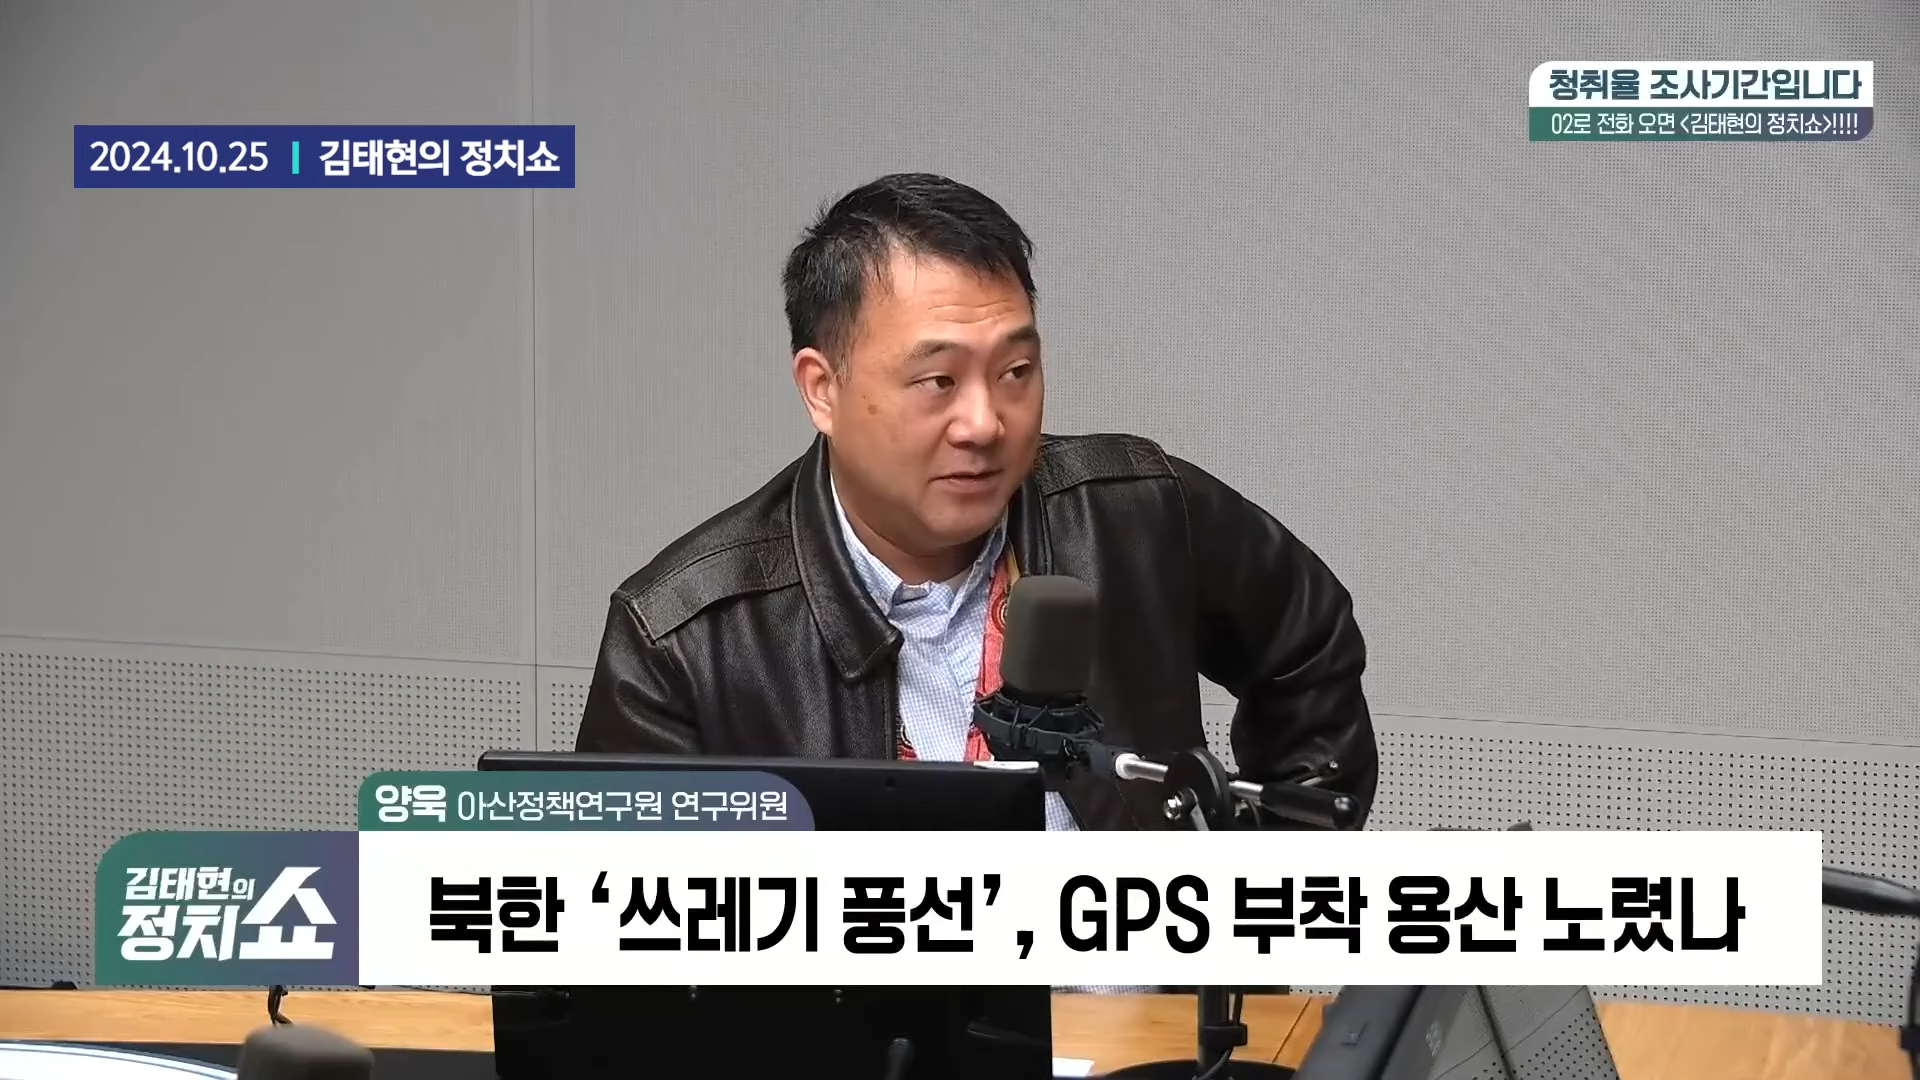 청취율 조사기간입니다
02로 전화 오면 <김태현의 정치쇼>!!!!
2024.10.25 | 김태현의 정치쇼
양욱 아산정책연구원 연구위원
김태현의
정치쇼
북한 ‘쓰레기 풍선’, GPS 부착 용산 노렸나